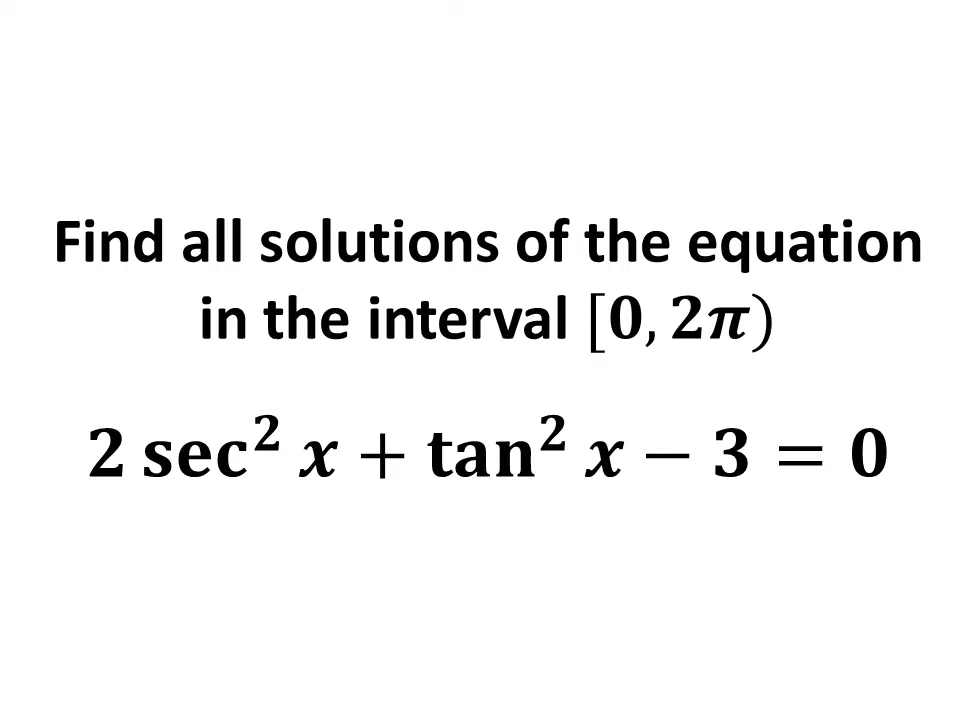 Find all solutions of the equation
in the interval [0, 2π)
2 sec² x + tan² x − 3 = 0